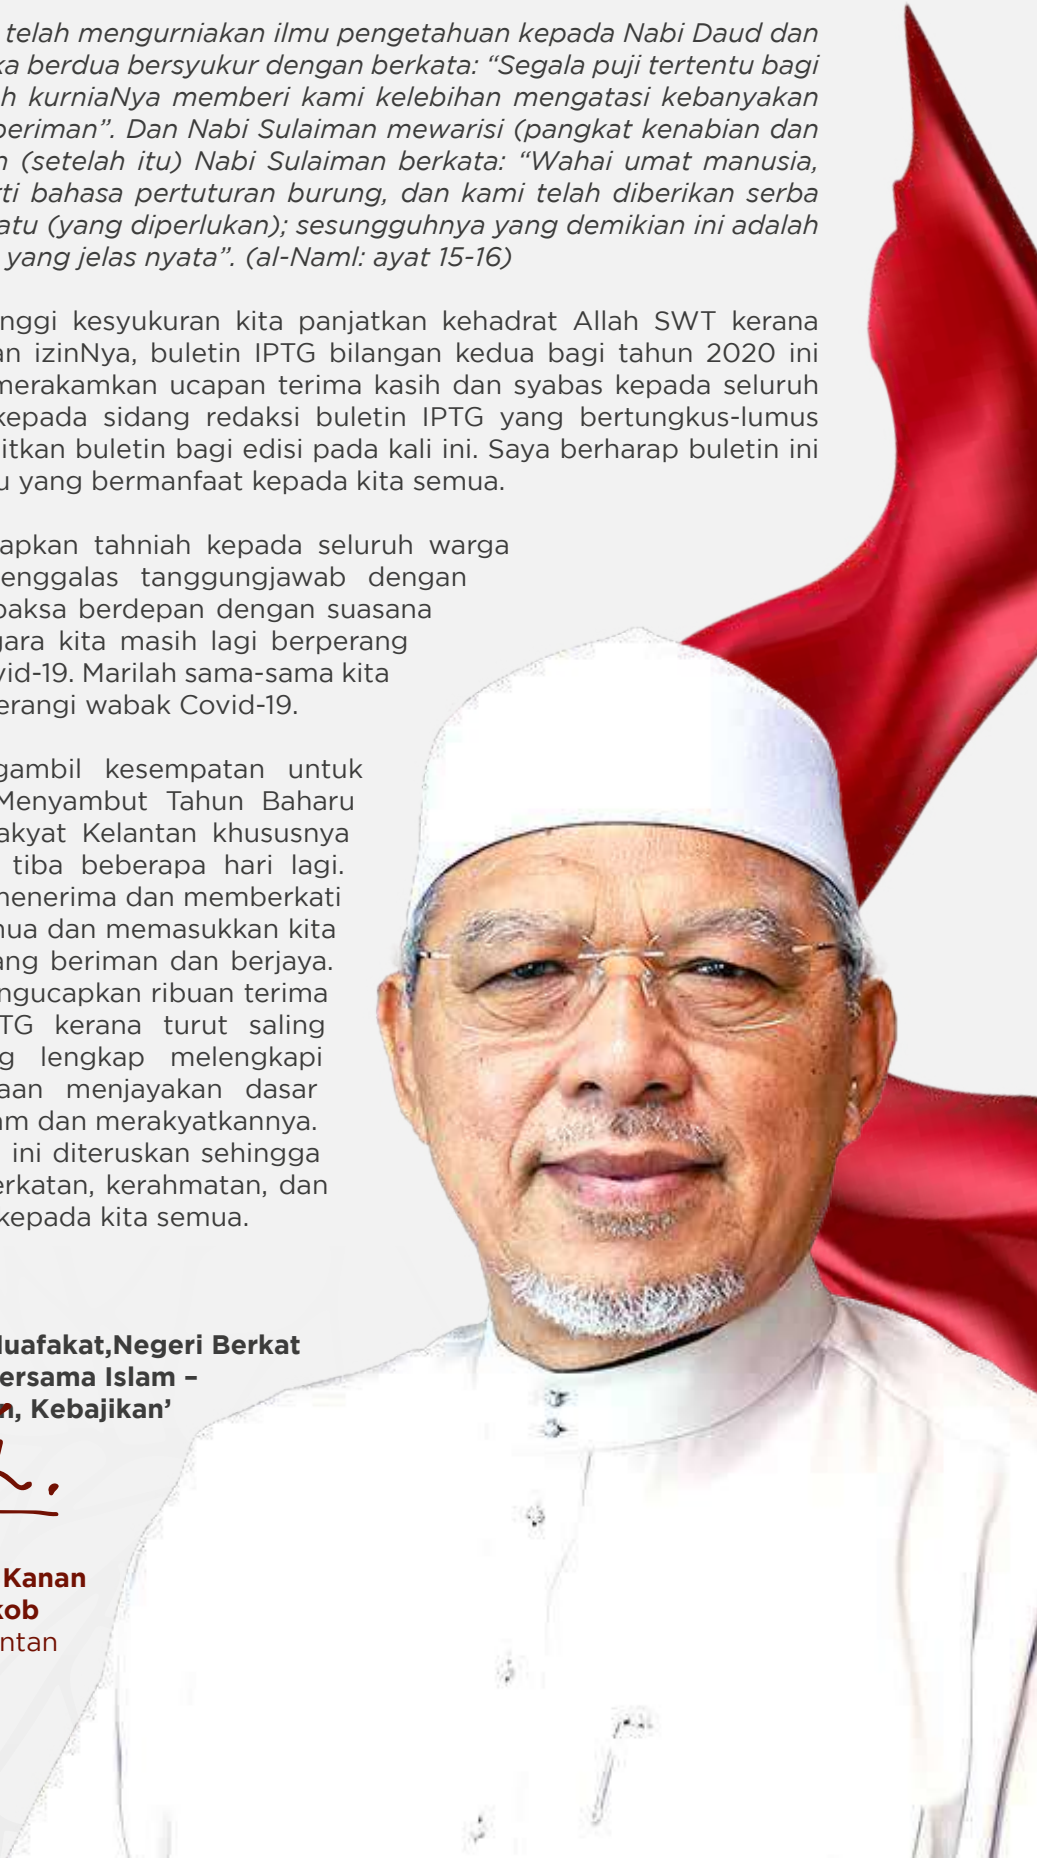 telah mengurniakan ilmu pengetahuan kepada Nabi Daud dan
ka berdua bersyukur dengan berkata: “Segala puji tertentu bagi
h kurniaNya memberi kami kelebihan mengatasi kebanyakan
beriman”. Dan Nabi Sulaiman mewarisi (pangkat kenabian dan
n (setelah itu) Nabi Sulaiman berkata: “Wahai umat manusia,
rti bahasa pertuturan burung, dan kami telah diberikan serba
atu (yang diperlukan); sesungguhnya yang demikian ini adalah
yang jelas nyata”. (al-Naml: ayat 15-16)
nggi kesyukuran kita panjatkan kehadrat Allah SWT kerana
an izinNya, buletin IPTG bilangan kedua bagi tahun 2020 ini
merakamkan ucapan terima kasih dan syabas kepada seluruh
kepada sidang redaksi buletin IPTG yang bertungkus-lumus
itkan buletin bagi edisi pada kali ini. Saya berharap buletin ini
u yang bermanfaat kepada kita semua.
apkan tahniah kepada seluruh warga
enggalas tanggungjawab dengan
paksa berdepan dengan suasana
gara kita masih lagi berperang
vid-19. Marilah sama-sama kita
erangi wabak Covid-19.
gambil kesempatan untuk
Menyambut Tahun Baharu
akyat Kelantan khususnya
tiba beberapa hari lagi.
menerima dan memberkati
nua dan memasukkan kita
ang beriman dan berjaya.
ngucapkan ribuan terima
TG kerana turut saling
g lengkap melengkapi
aan menjayakan dasar
am dan merakyatkannya.
ini diteruskan sehingga
erkatan, kerahmatan, dan
kepada kita semua.
uafakat,Negeri Berkat
ersama Islam –
n, Kebajikan’
Kanan
kob
ntan